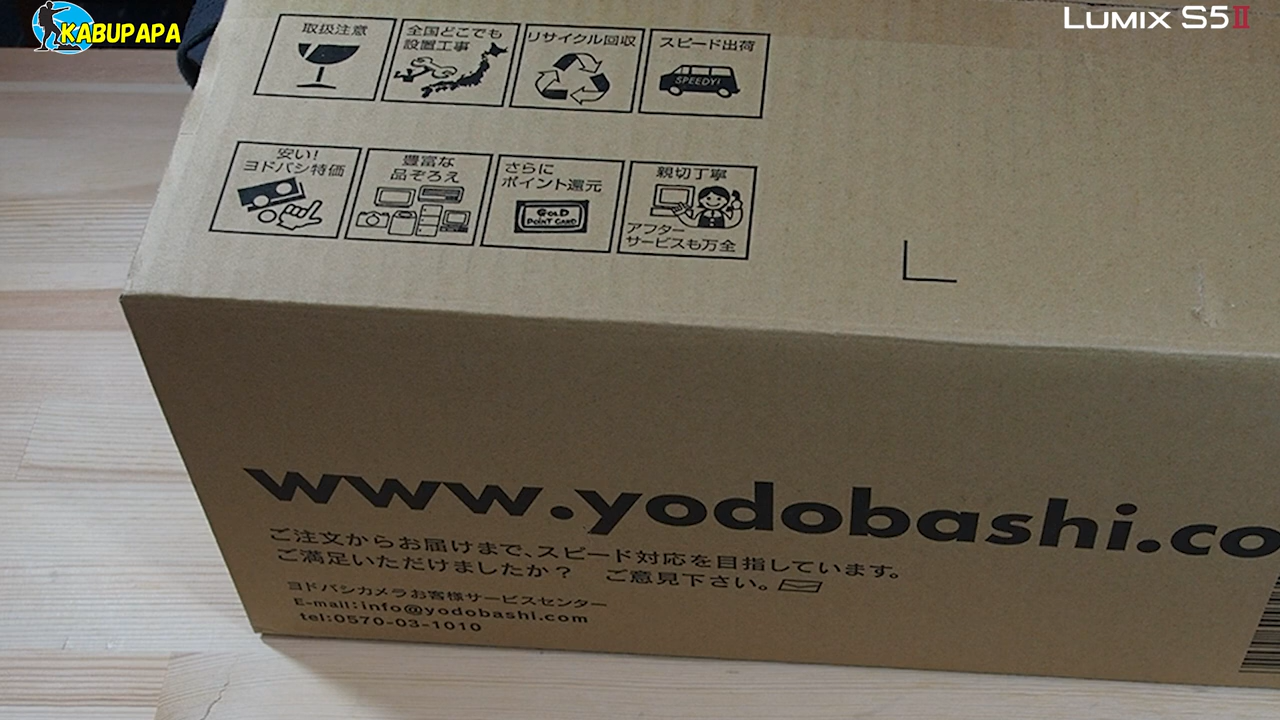 KABUPAPA
LUMIX S5II
取扱注意
全国どこでも
設置工事
リサイクル回収
スピード出荷
SPEEDY!
安い!
ヨドバシ特価
豊富な
品ぞろえ
さらに
ポイント還元
GOLD
POINT CARD
親切丁寧
アフター
サービスも万全
www.yodobashi.co
ご注文からお届けまで、スピード対応を目指しています。
ご満足いただけましたか? ご意見下さい。
ヨドバシカメラお客様サービスセンター
E-mail:info@yodobashi.com
tel:0570-03-1010